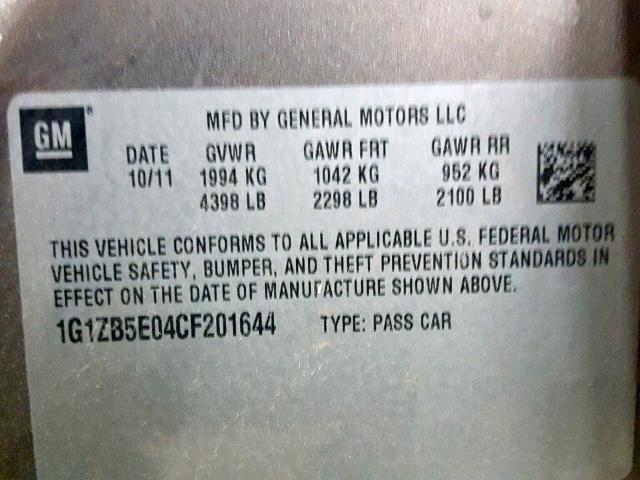 GM®
MFD BY GENERAL MOTORS LLC
DATE GVWR GAWR FRT GAWR RR
10/11 1994 KG 1042 KG 952 KG
4398 LB 2298 LB 2100 LB
THIS VEHICLE CONFORMS TO ALL APPLICABLE U.S. FEDERAL MOTOR
VEHICLE SAFETY, BUMPER, AND THEFT PREVENTION STANDARDS IN
EFFECT ON THE DATE OF MANUFACTURE SHOWN ABOVE.
1G1ZB5E04CF201644 TYPE: PASS CAR